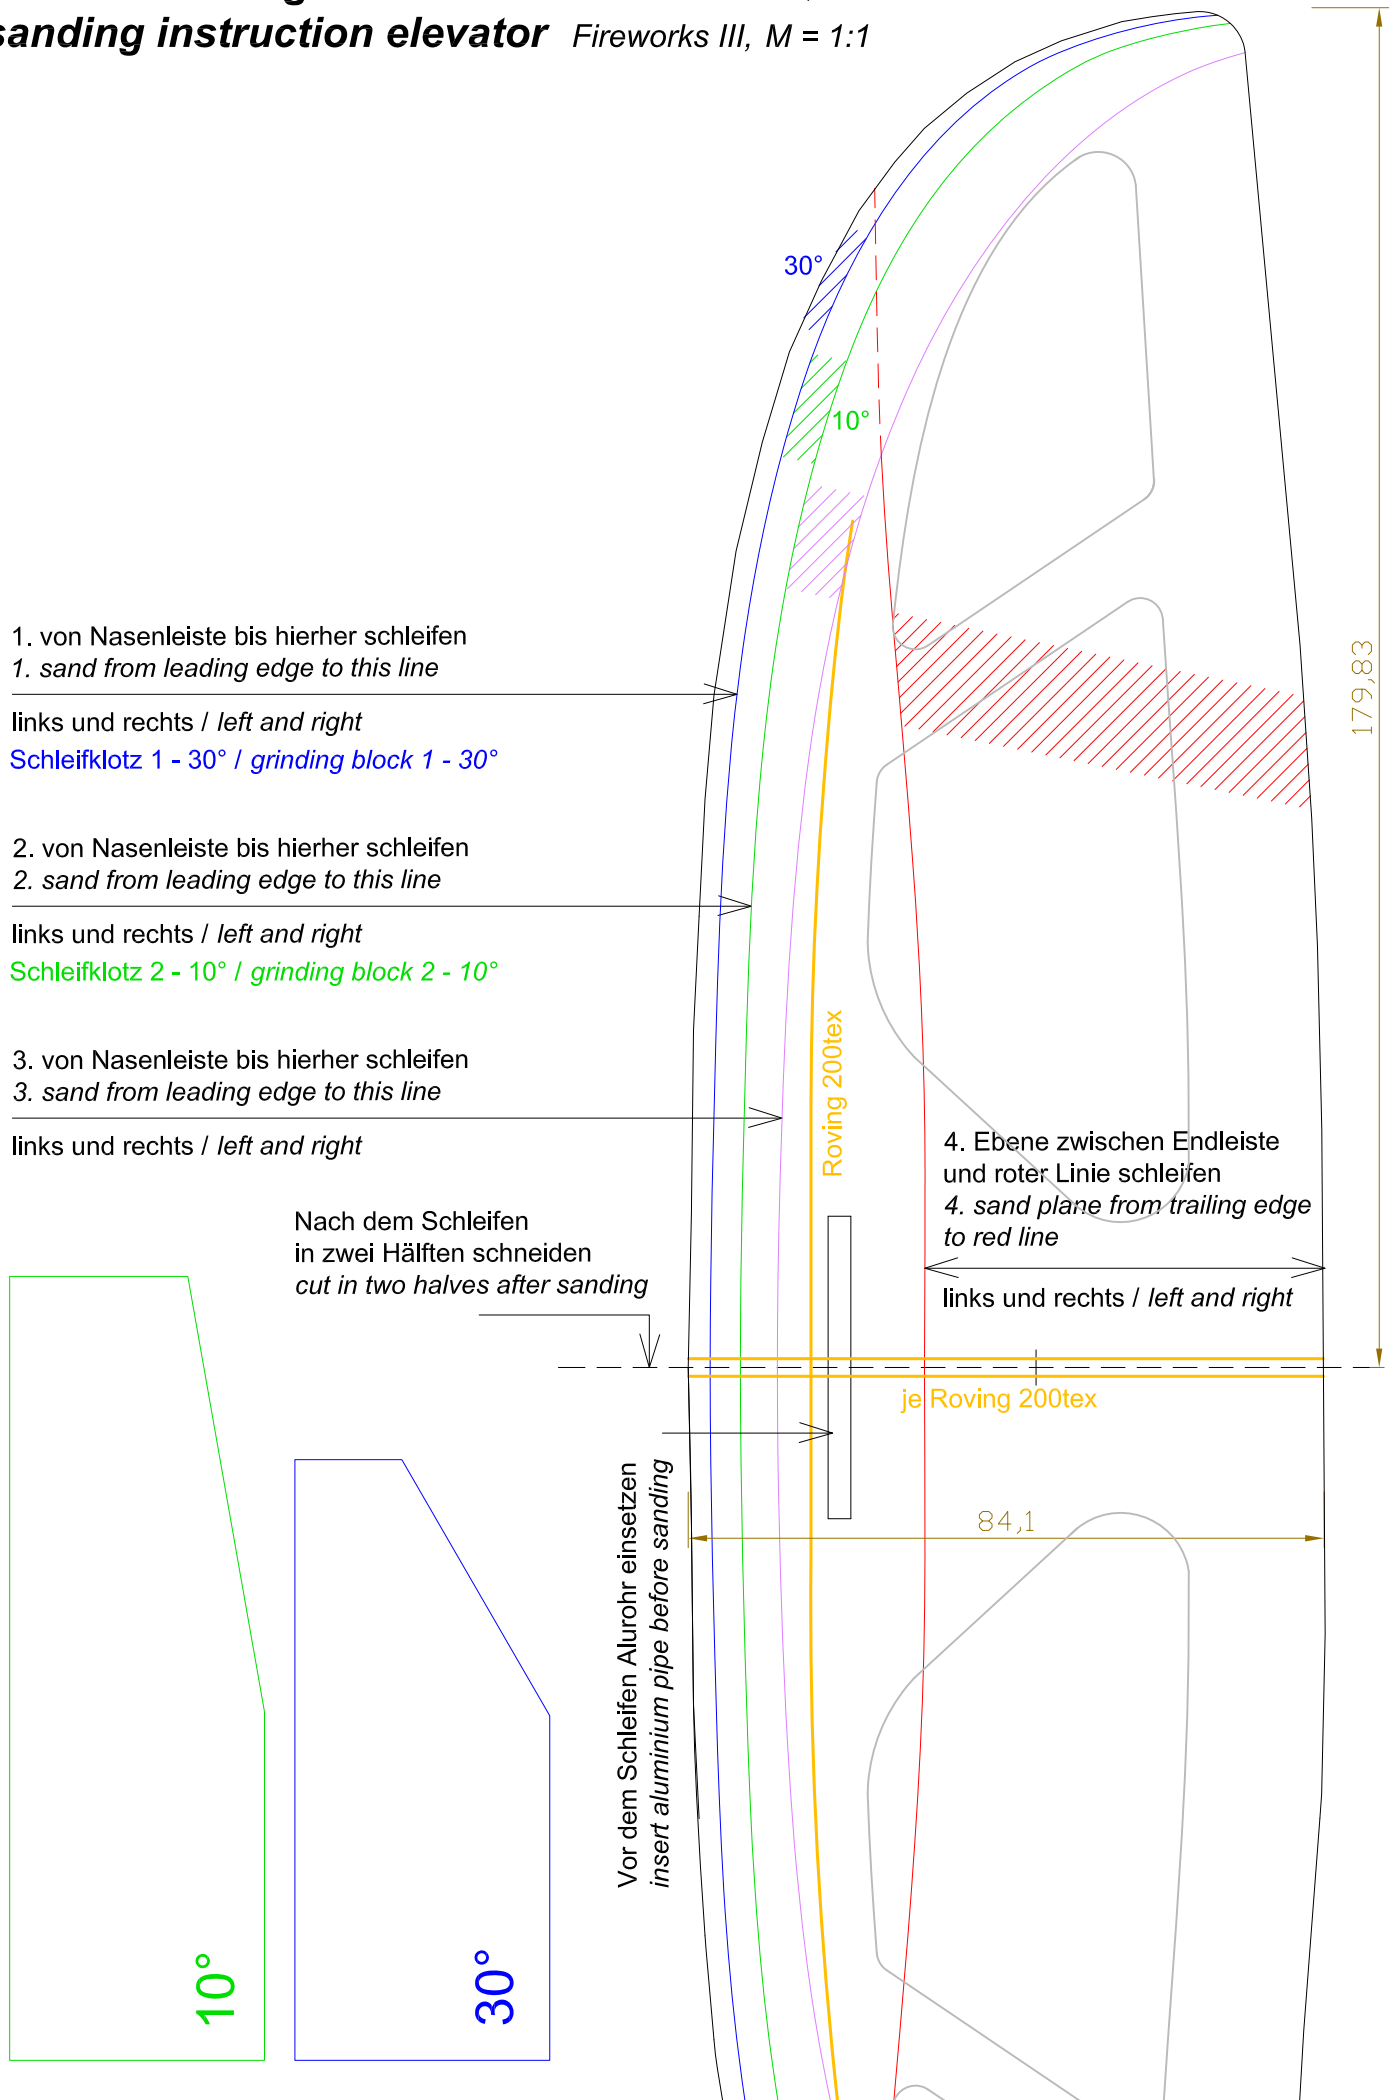 sanding instruction elevator Fireworks III, M = 1:1
30°
10°
179,83
1. von Nasenleiste bis hierher schleifen
1. sand from leading edge to this line
links und rechts / left and right
Schleifklotz 1 - 30° / grinding block 1 - 30°
2. von Nasenleiste bis hierher schleifen
2. sand from leading edge to this line
links und rechts / left and right
Schleifklotz 2 - 10° / grinding block 2 - 10°
3. von Nasenleiste bis hierher schleifen
3. sand from leading edge to this line
links und rechts / left and right
Roving 200tex
4. Ebene zwischen Endleiste
und roter Linie schleifen
4. sand plane from trailing edge
to red line
links und rechts / left and right
Nach dem Schleifen
in zwei Hälften schneiden
cut in two halves after sanding
je Roving 200tex
Vor dem Schleifen Alurohr einsetzen
insert aluminium pipe before sanding
84,1
10°
30°